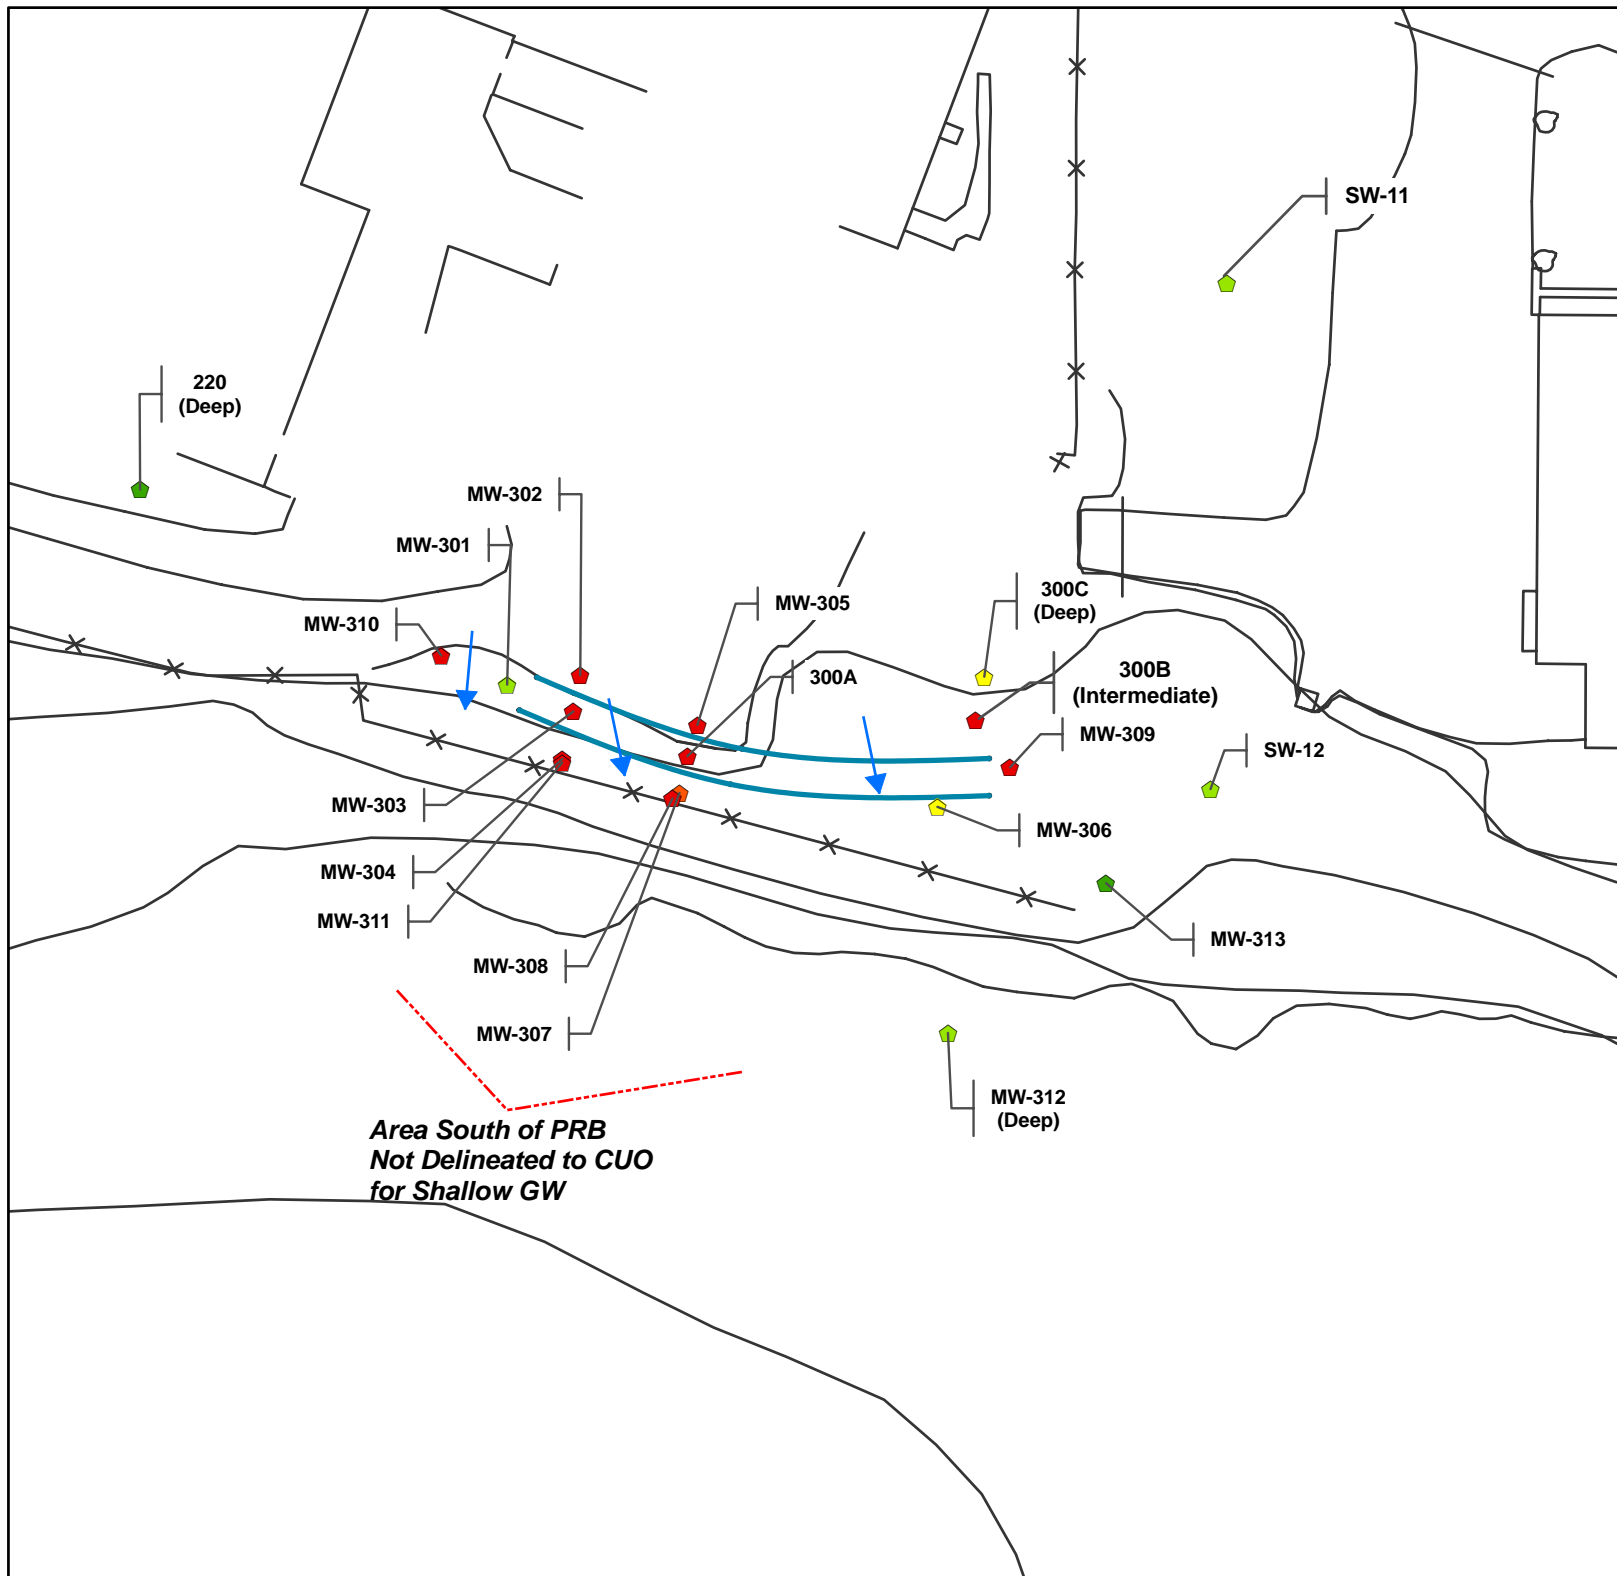 SW-11
220
(Deep)
MW-302
MW-301
MW-310
MW-305
300C
(Deep)
300A
300B
(Intermediate)
MW-309
SW-12
MW-303
MW-306
MW-304
MW-311
MW-313
MW-308
MW-307
MW-312
(Deep)
Area South of PRB
Not Delineated to CUO
for Shallow GW